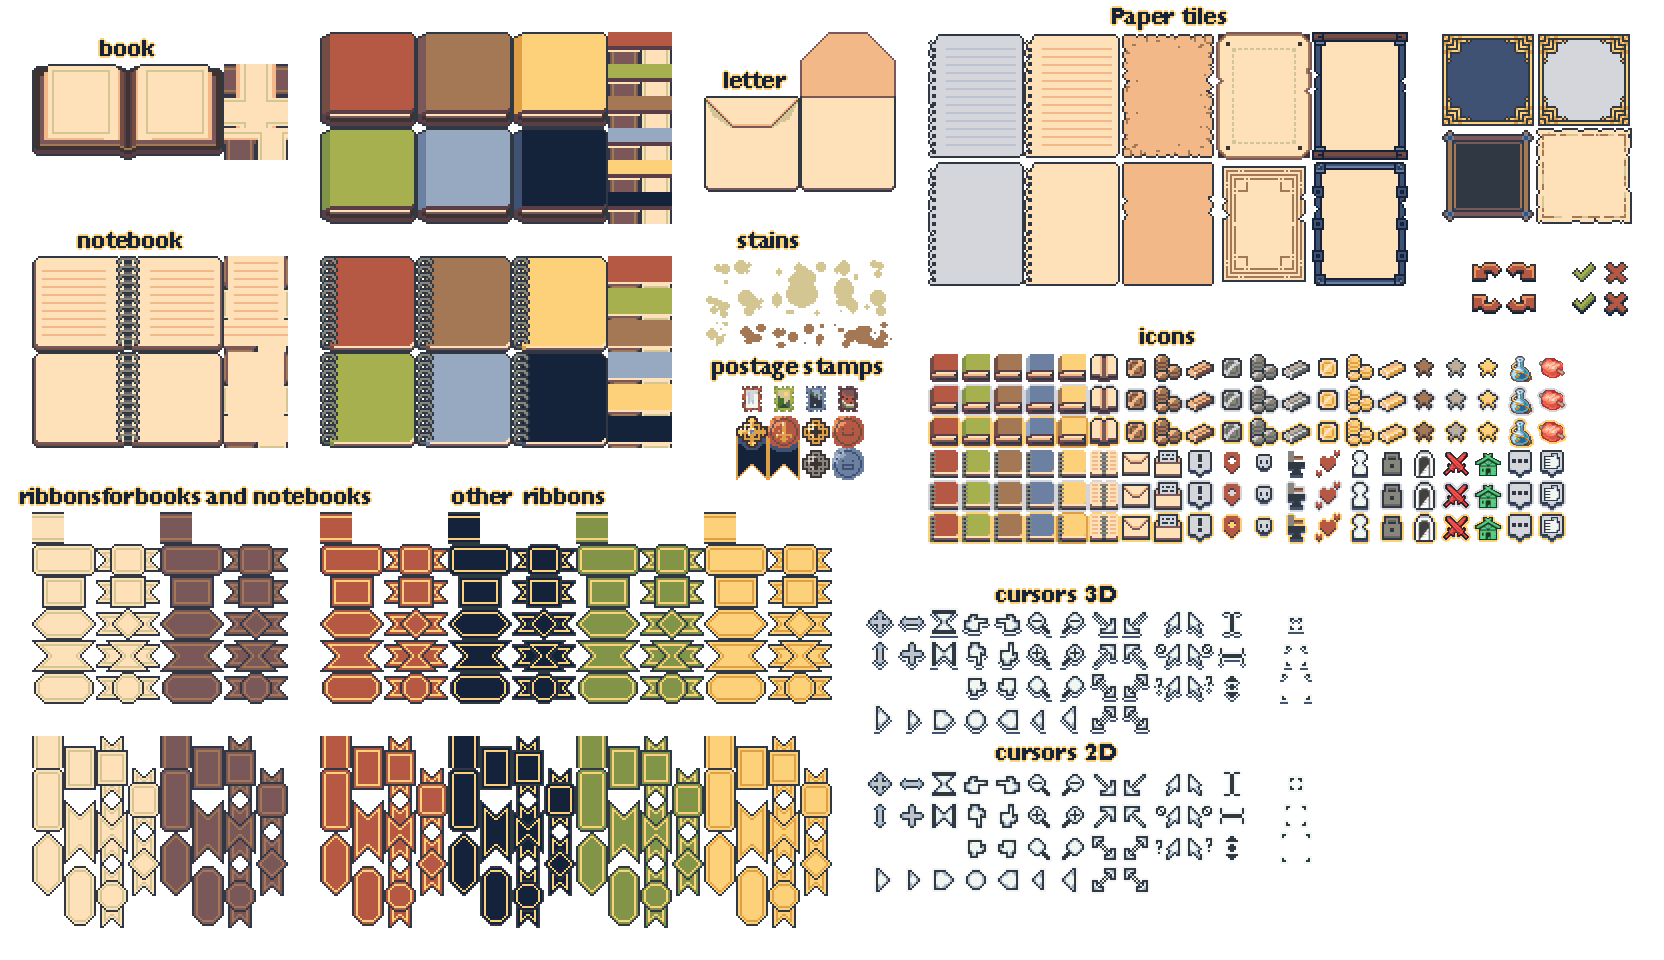 Paper tiles
book
letter
notebook
stains
icons
postage stamps
ribbonsforbooks and notebooks
other ribbons
cursors 3D
cursors 2D